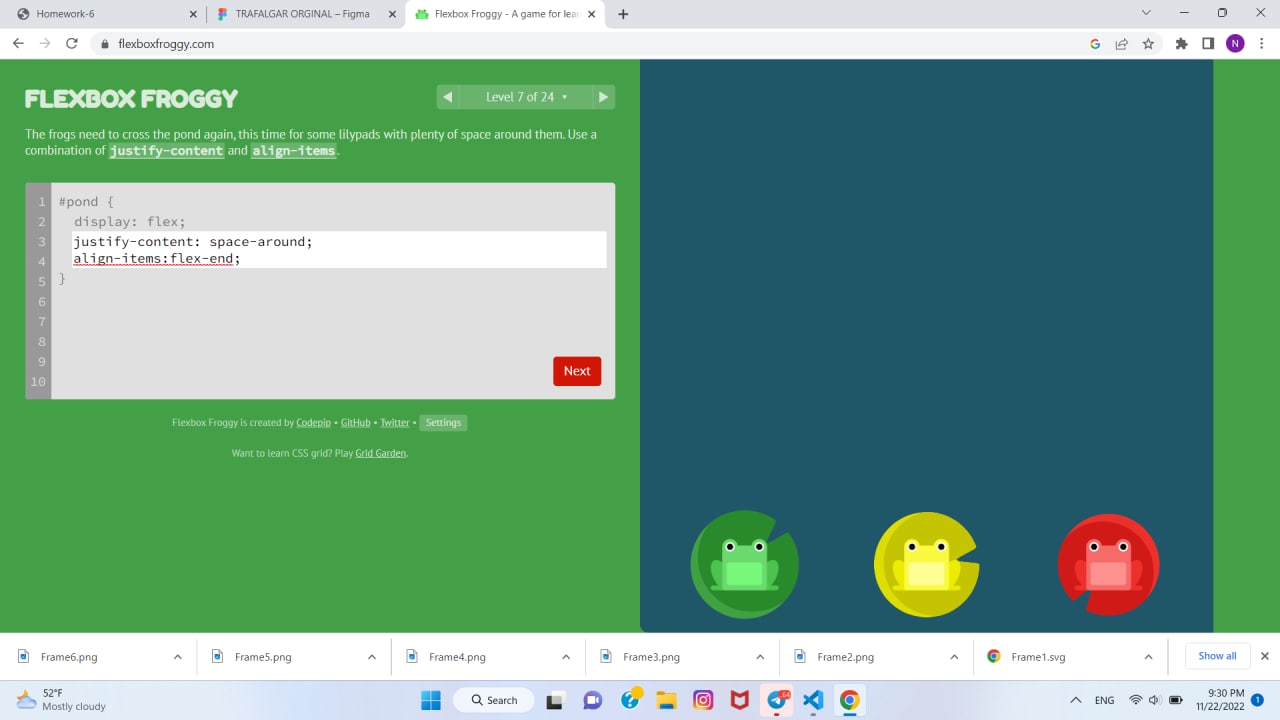 Homework-6
TRAFALGAR ORGINAL – Figma
Flexbox Froggy - A game for lear
flexboxfroggy.com
N
FLEXBOX FROGGY
Level 7 of 24
The frogs need to cross the pond again, this time for some lilypads with plenty of space around them. Use a
combination of justify-content and align-items.
1 #pond {
2 display: flex;
3 justify-content: space-around;
4 align-items:flex-end;
5 }
6
7
8
9
10
Next
Flexbox Froggy is created by Codepip • GitHub • Twitter • Settings
Want to learn CSS grid? Play Grid Garden.
Frame6.png
Frame5.png
Frame4.png
Frame3.png
Frame2.png
Frame1.svg
Show all
52°F
Mostly cloudy
Search
64
ENG
9:30 PM
11/22/2022
1